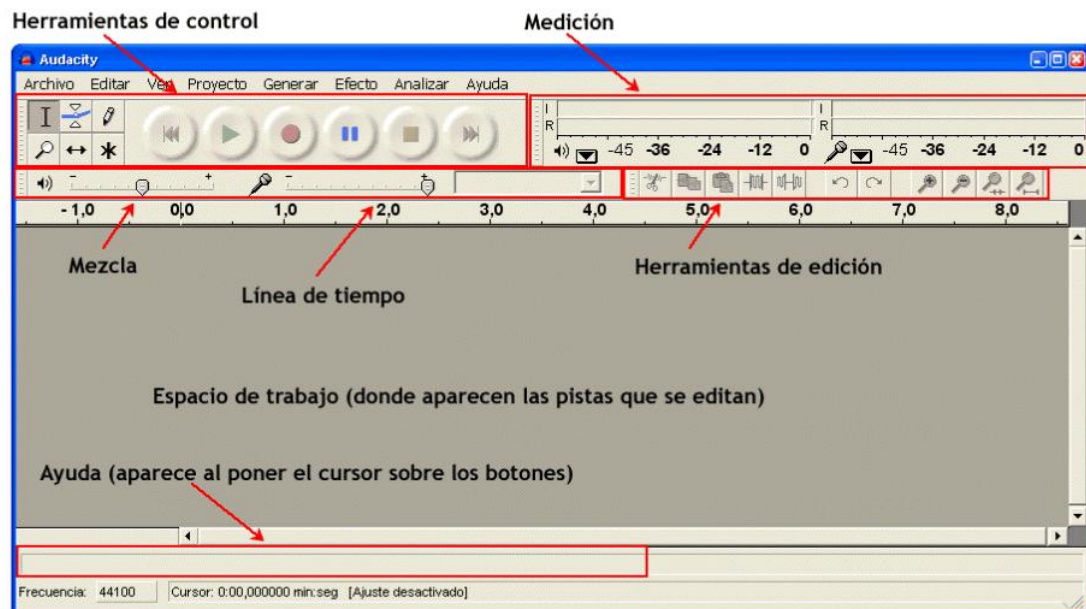 Herramientas de control
Medición
Audacity
Archivo Editar Ver Proyecto Generar Efecto Analizar Ayuda
I
R
-45 -36 -24 -12 0
I
R
-45 -36 -24 -12 0
- + - +
-1,0 0,0 1,0 2,0 3,0 4,0 5,0 6,0 7,0 8,0
Mezcla
Línea de tiempo
Herramientas de edición
Espacio de trabajo (donde aparecen las pistas que se editan)
Ayuda (aparece al poner el cursor sobre los botones)
Frecuencia: 44100 Cursor: 0:00,000000 min:seg [Ajuste desactivado]